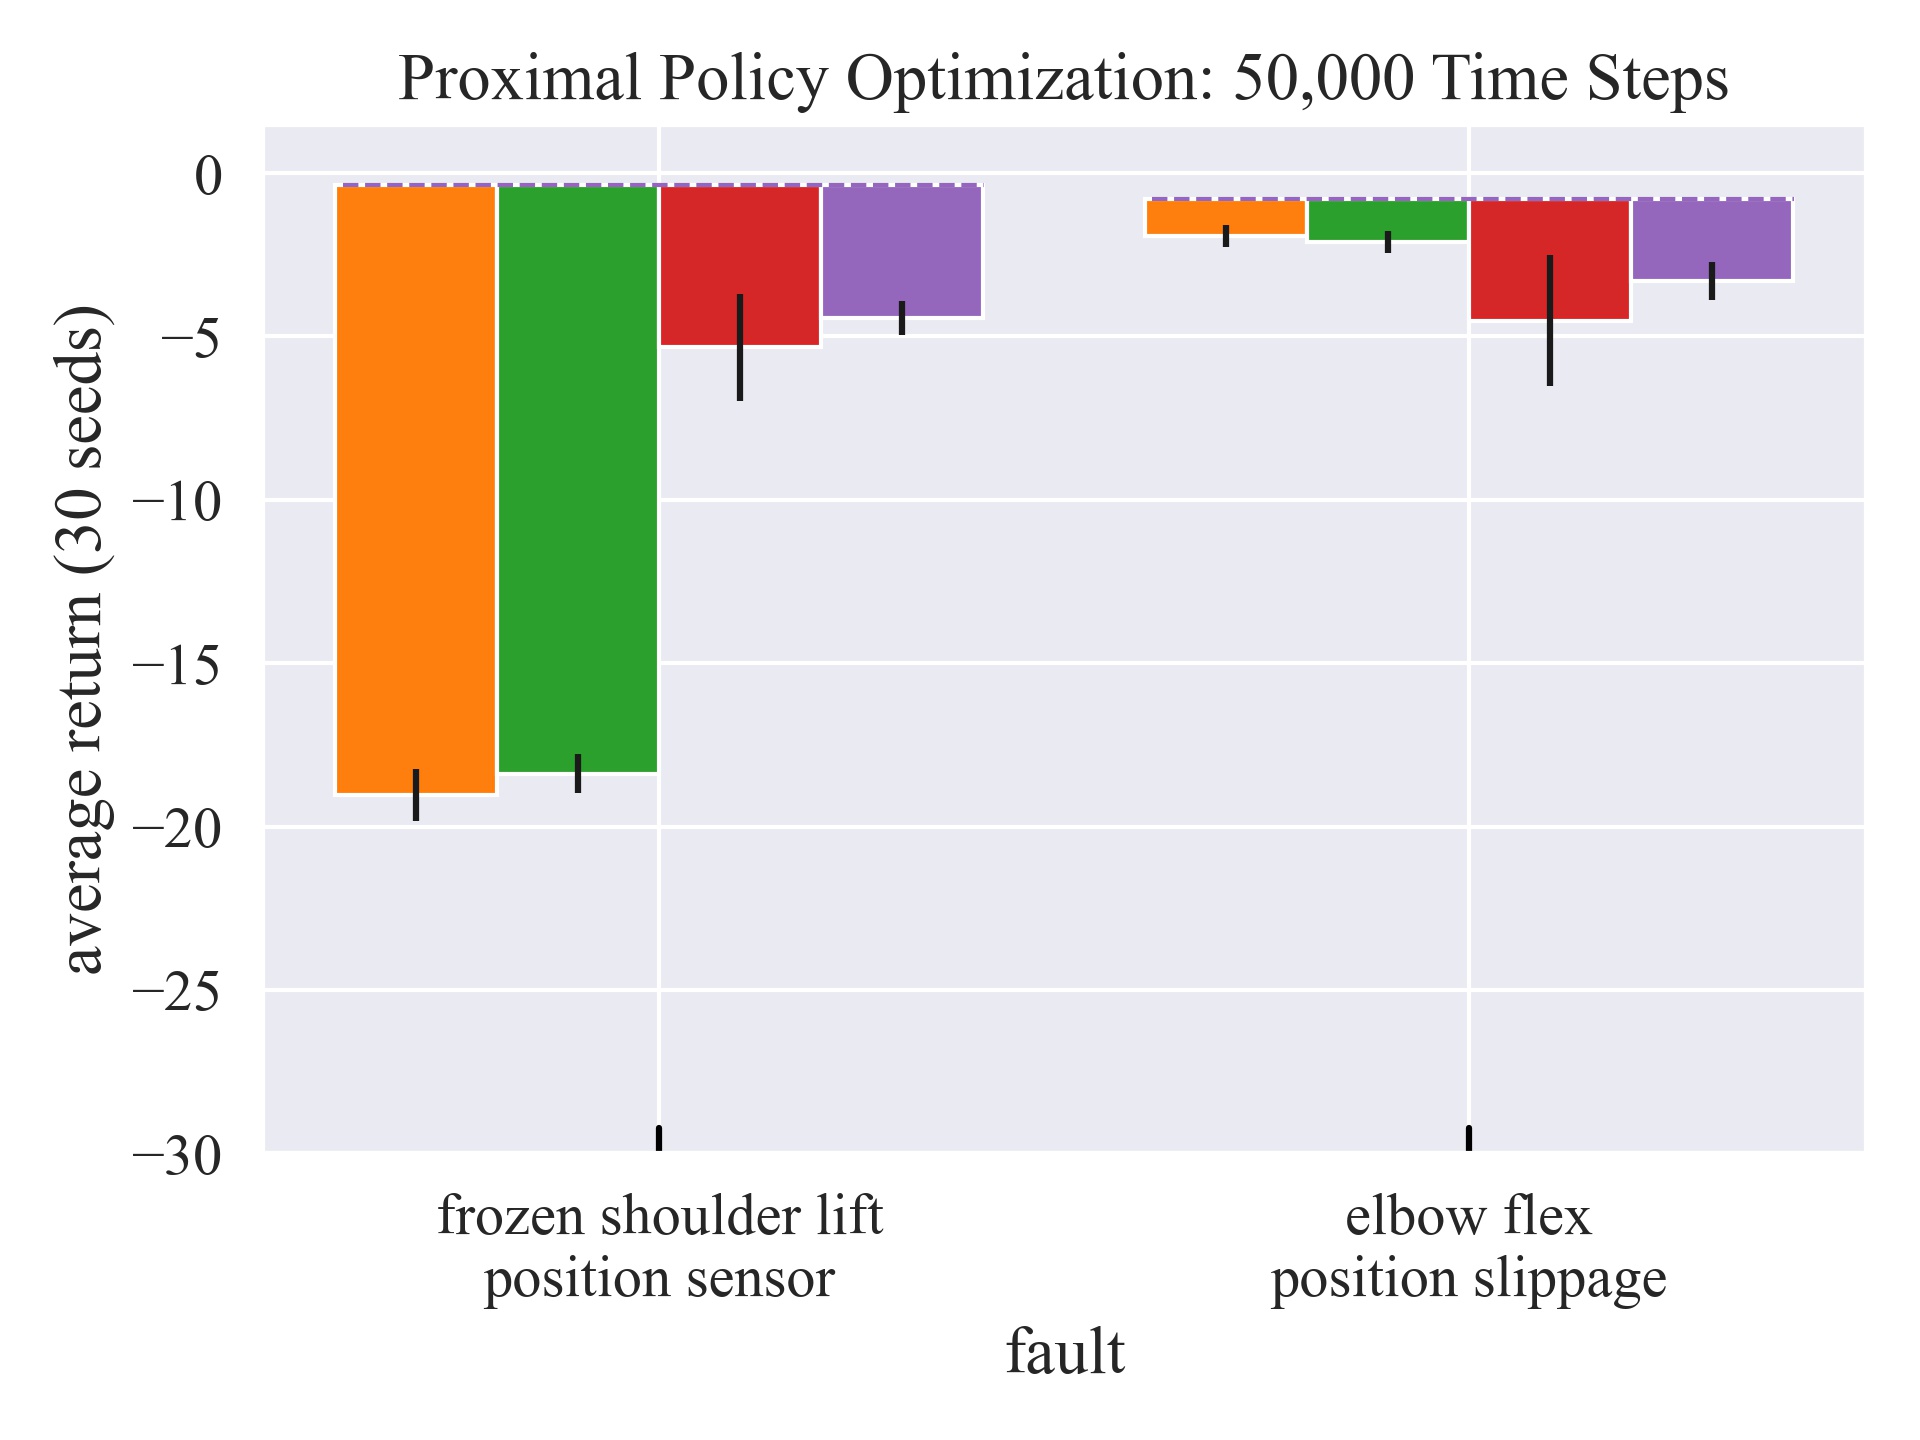 Proximal Policy Optimization: 50,000 Time Steps
average return (30 seeds)
0
−5
−10
−15
−20
−25
−30
frozen shoulder lift
position sensor
elbow flex
position slippage
fault